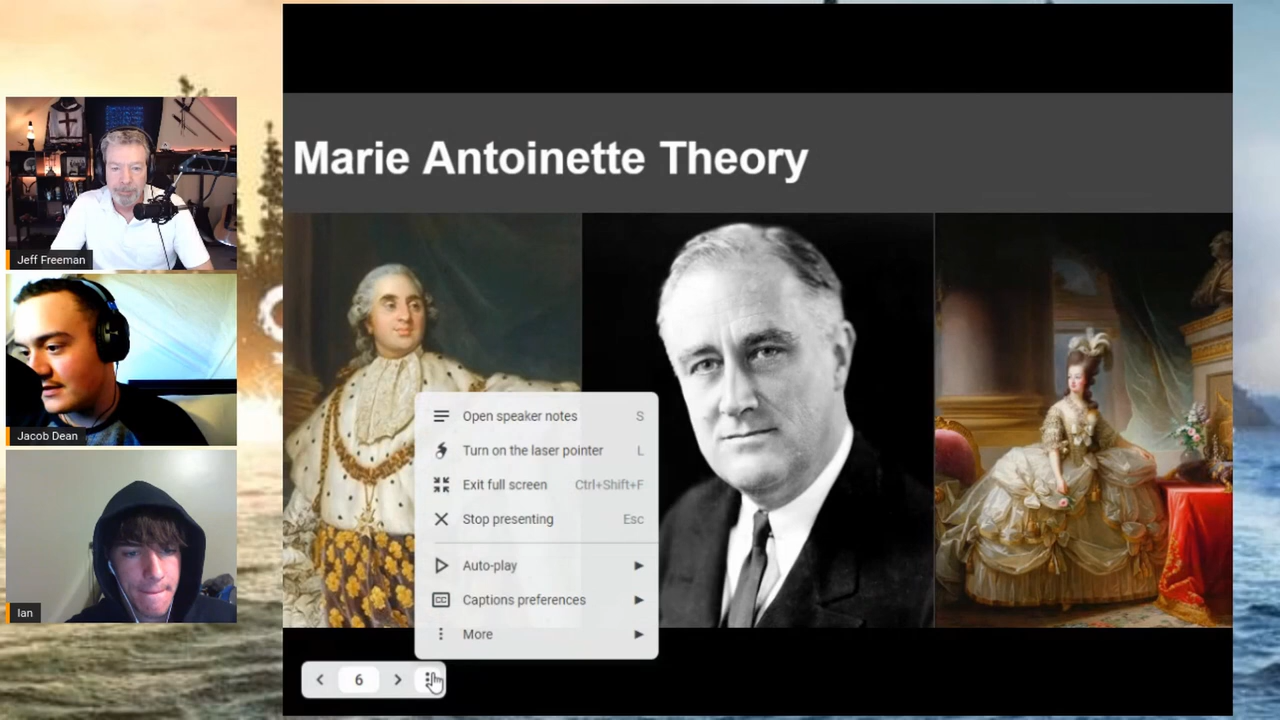 Marie Antoinette Theory
Jeff Freeman
Jacob Dean
Ian
Open speaker notes S
Turn on the laser pointer L
Exit full screen Ctrl+Shift+F
Stop presenting Esc
Auto-play
CC Captions preferences
More
6